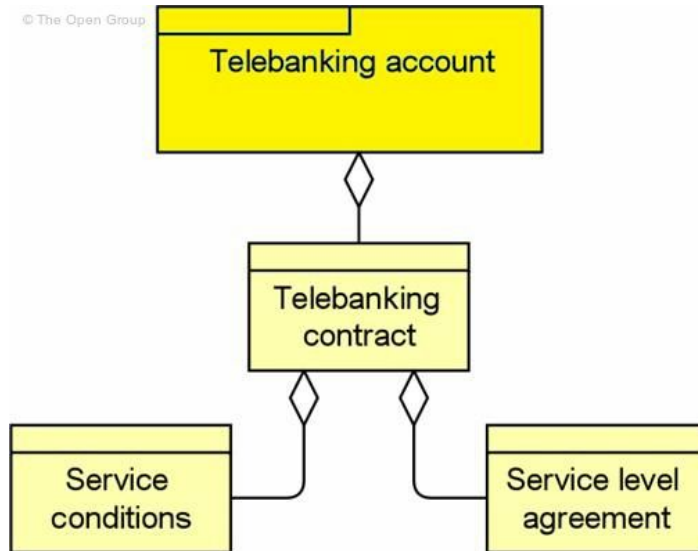 © The Open Group
Telebanking account
Telebanking
contract
Service
conditions
Service level
agreement